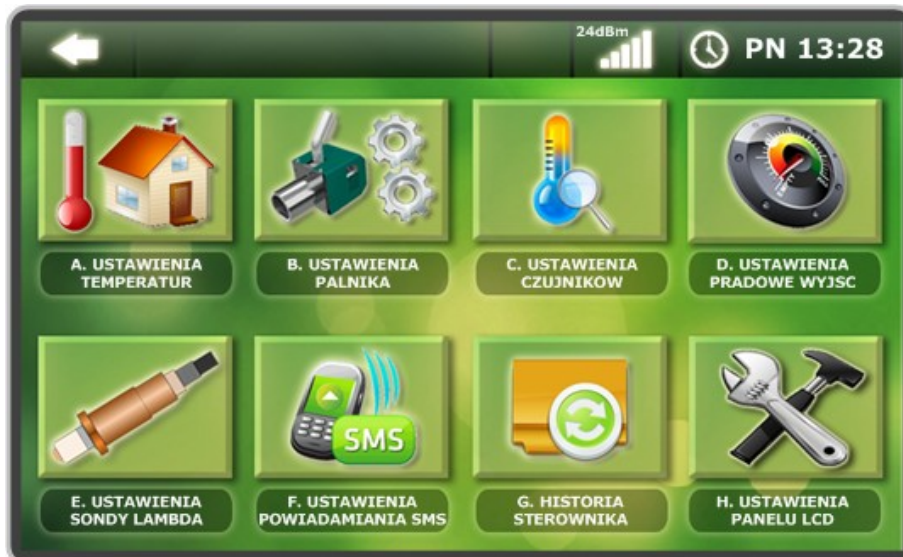 24dBm
PN 13:28
A. USTAWIENIA
TEMPERATUR
B. USTAWIENIA
PALNIKA
C. USTAWIENIA
CZUJNIKOW
D. USTAWIENIA
PRADOWE WYJSC
SMS
E. USTAWIENIA
SONDY LAMBDA
F. USTAWIENIA
POWIADAMIANIA SMS
G. HISTORIA
STEROWNIKA
H. USTAWIENIA
PANELU LCD